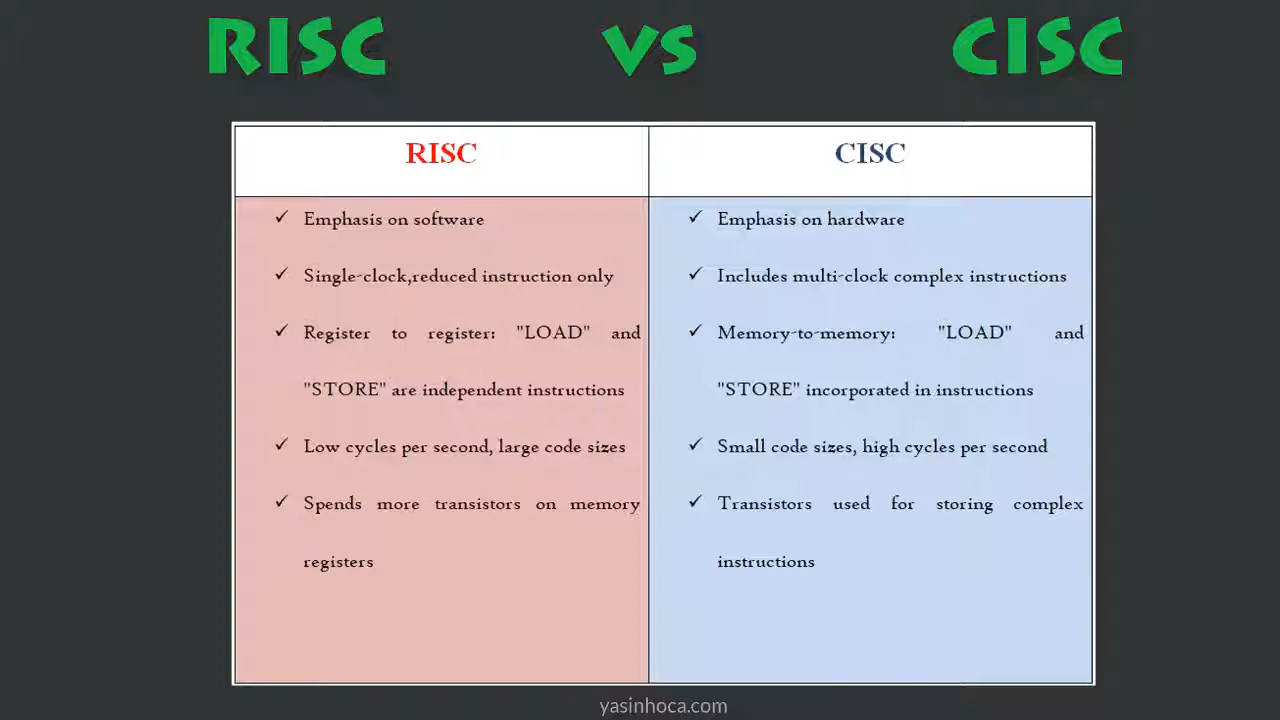 RISC vs CISC
RISC
CISC
✓ Emphasis on software
✓ Single-clock,reduced instruction only
✓ Register to register: "LOAD" and
"STORE" are independent instructions
✓ Low cycles per second, large code sizes
✓ Spends more transistors on memory
registers
✓ Emphasis on hardware
✓ Includes multi-clock complex instructions
✓ Memory-to-memory: "LOAD" and
"STORE" incorporated in instructions
✓ Small code sizes, high cycles per second
✓ Transistors used for storing complex
instructions
yasinhoca.com